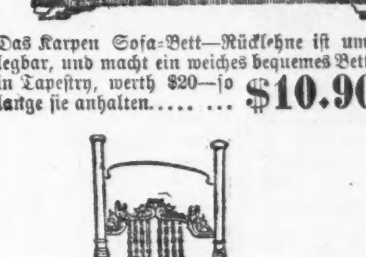 Das Karpen Sofa-Bett—Rücklehne ist um
legbar, und macht ein weiches bequemes Bett
in Tapestry, werth $20—so
lange sie anhalten..... ... $10.90